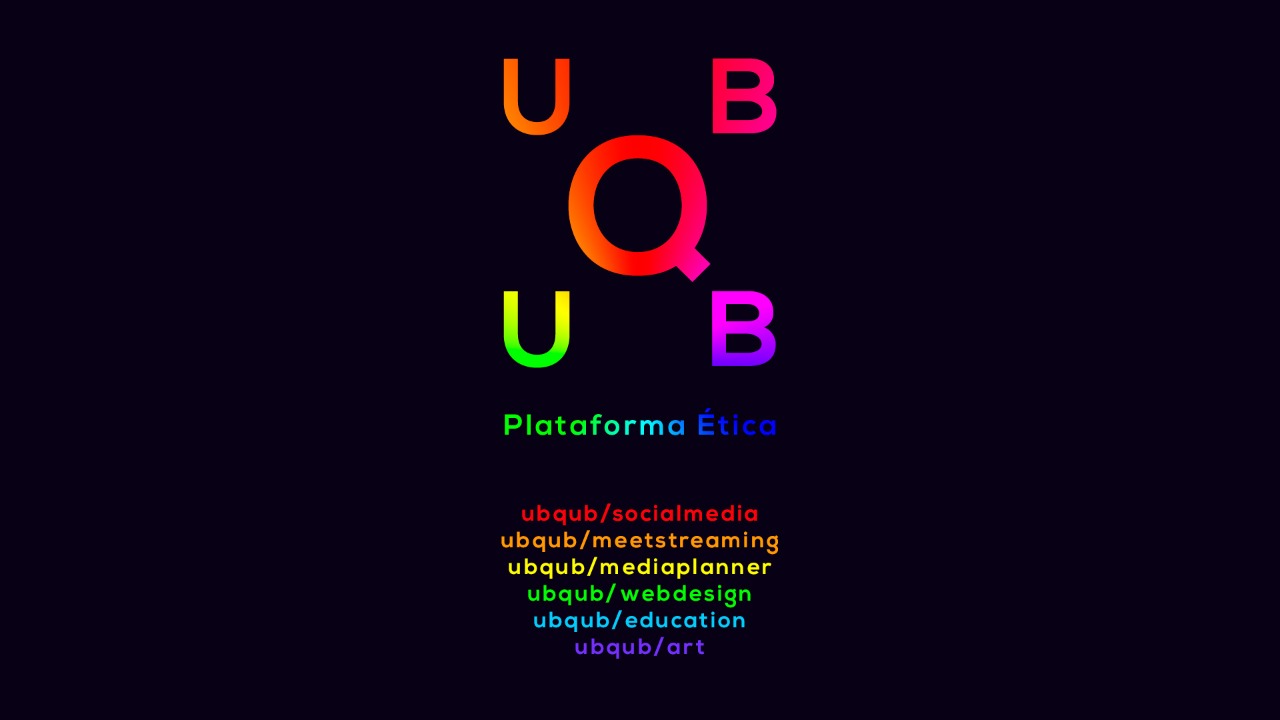 U B
Q
U B
Plataforma Ética
ubqub/socialmedia
ubqub/meetstreaming
ubqub/mediaplanner
ubqub/webdesign
ubqub/education
ubqub/art